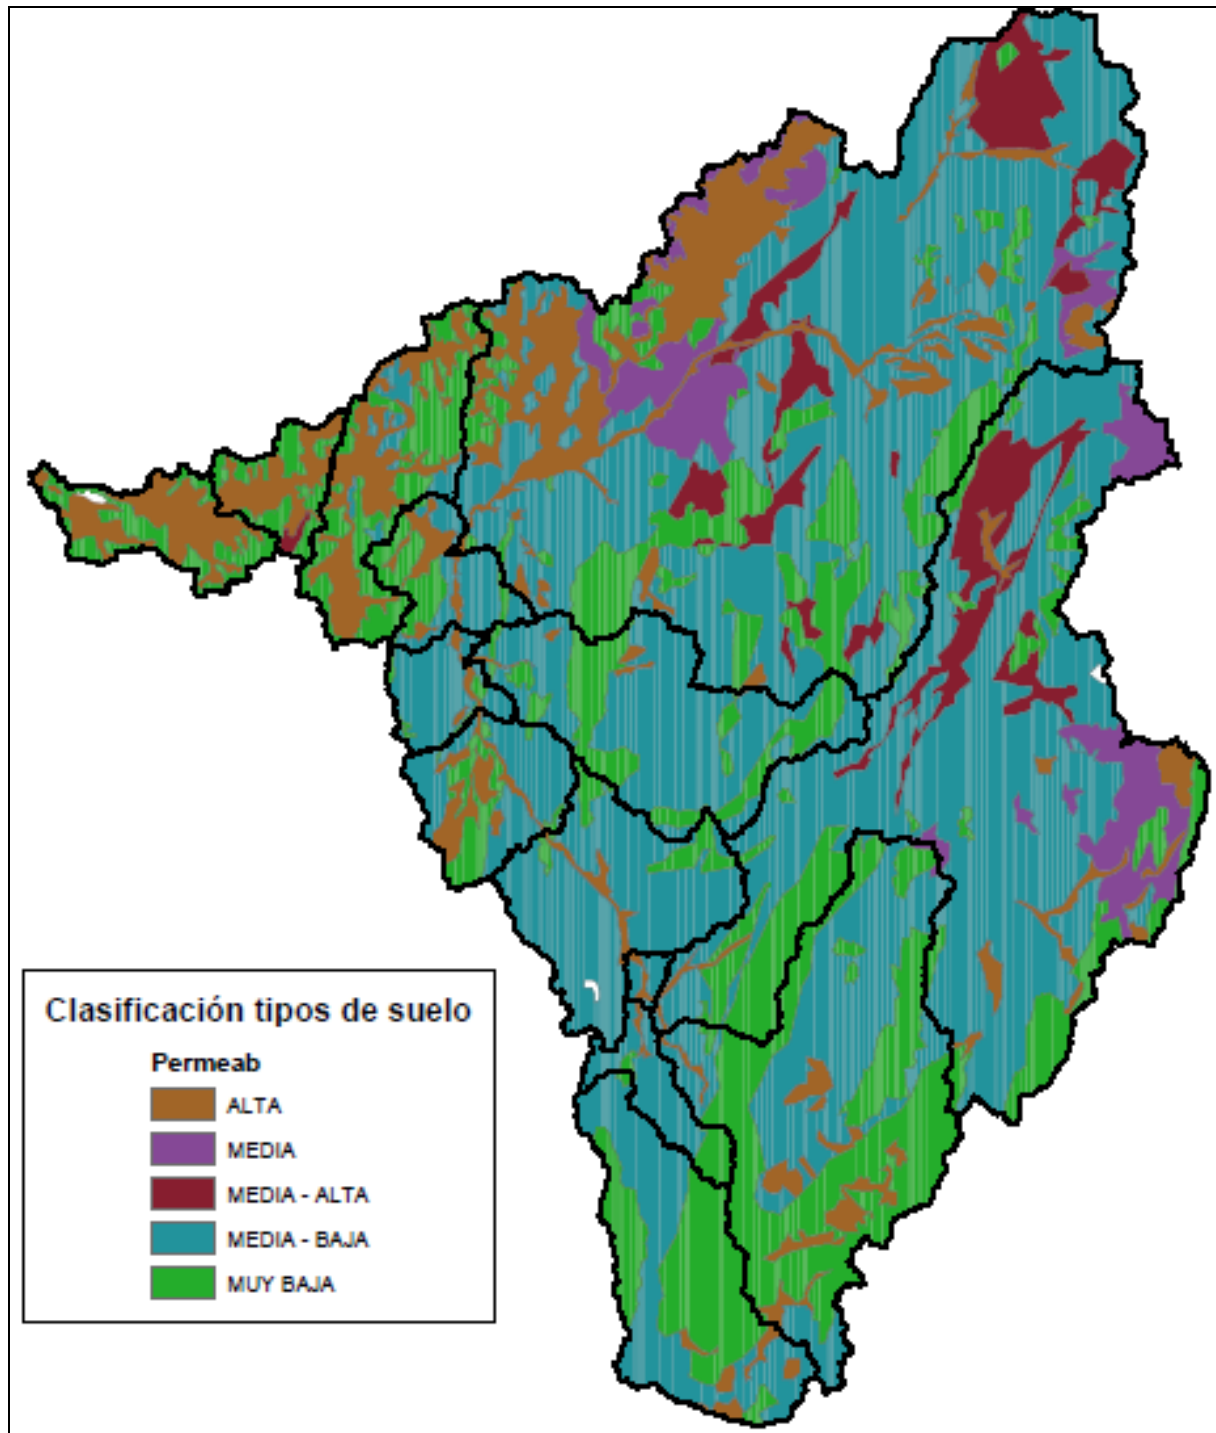 Clasificación tipos de suelo
Permeab
ALTA
MEDIA
MEDIA - ALTA
MEDIA - BAJA
MUY BAJA